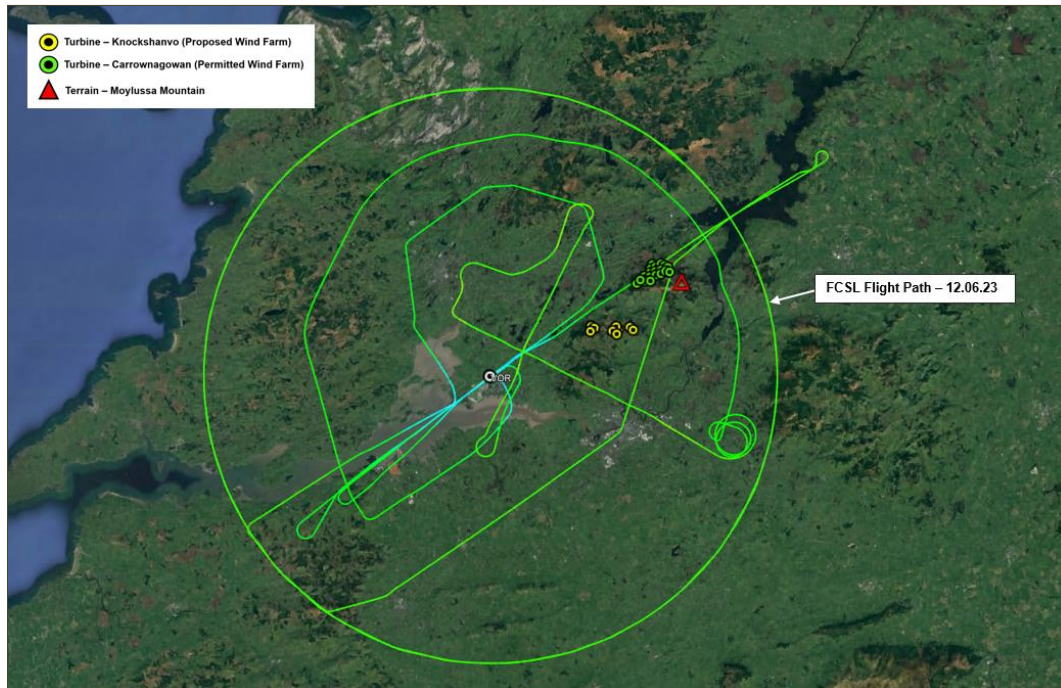 Turbine – Knockshanvo (Proposed Wind Farm)
Turbine – Carrownagowan (Permitted Wind Farm)
Terrain – Moylussa Mountain
FCSL Flight Path – 12.06.23
VOR